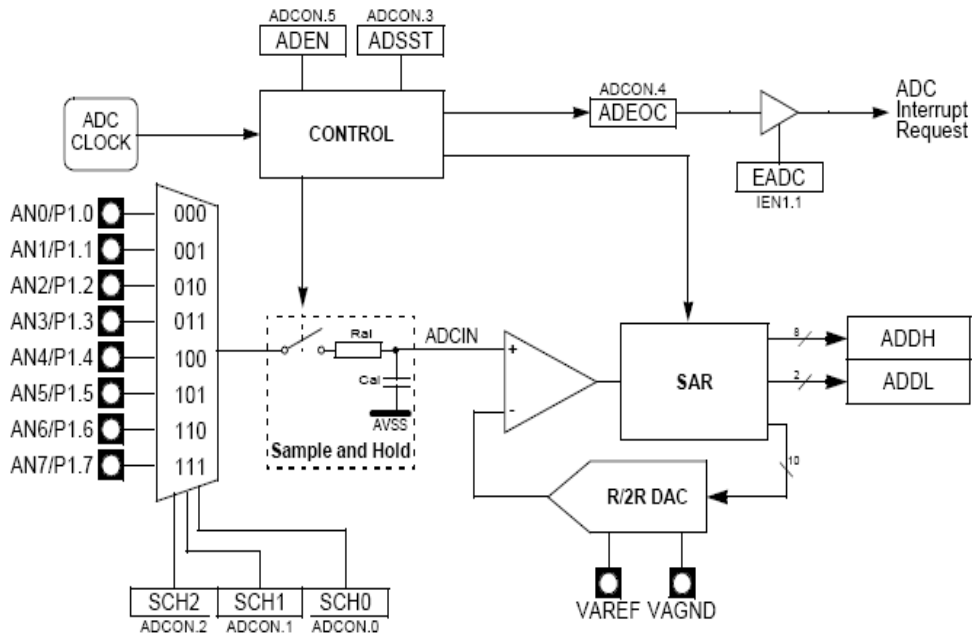 ADCON.5
ADCON.3
ADEN
ADSST
ADC
CLOCK
CONTROL
ADCON.4
ADEOC
ADC
Interrupt
Request
EADC
IEN1.1
AN0/P1.0
000
AN1/P1.1
001
AN2/P1.2
010
AN3/P1.3
011
AN4/P1.4
100
AN5/P1.5
101
AN6/P1.6
110
AN7/P1.7
111
Rai
Cai
AVSS
Sample and Hold
ADCIN
+
-
SAR
8
ADDH
2
ADDL
10
R/2R DAC
VAREF
VAGND
SCH2
SCH1
SCH0
ADCON.2
ADCON.1
ADCON.0